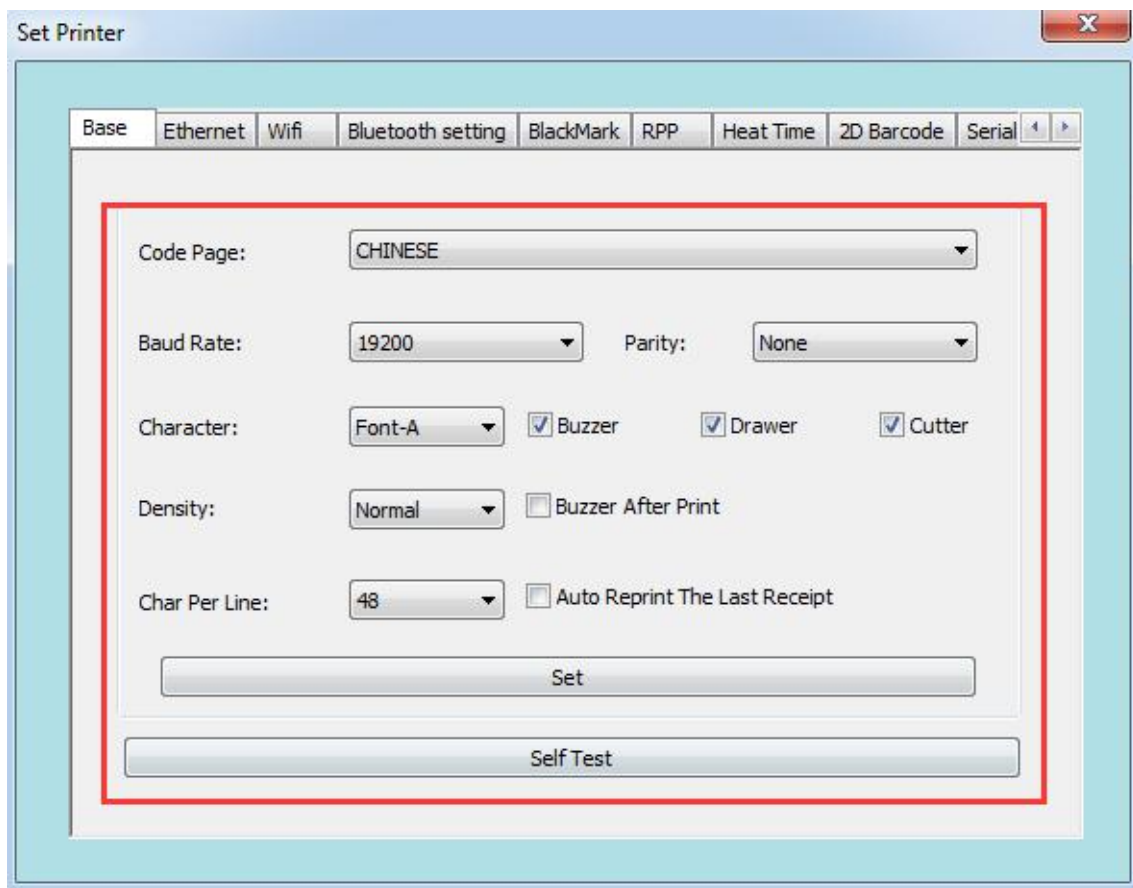 Set Printer
Base Ethernet Wifi Bluetooth setting BlackMark RPP Heat Time 2D Barcode Serial
Code Page: CHINESE
Baud Rate: 19200 Parity: None
Character: Font-A Buzzer Drawer Cutter
Density: Normal Buzzer After Print
Char Per Line: 48 Auto Reprint The Last Receipt
Set
Self Test